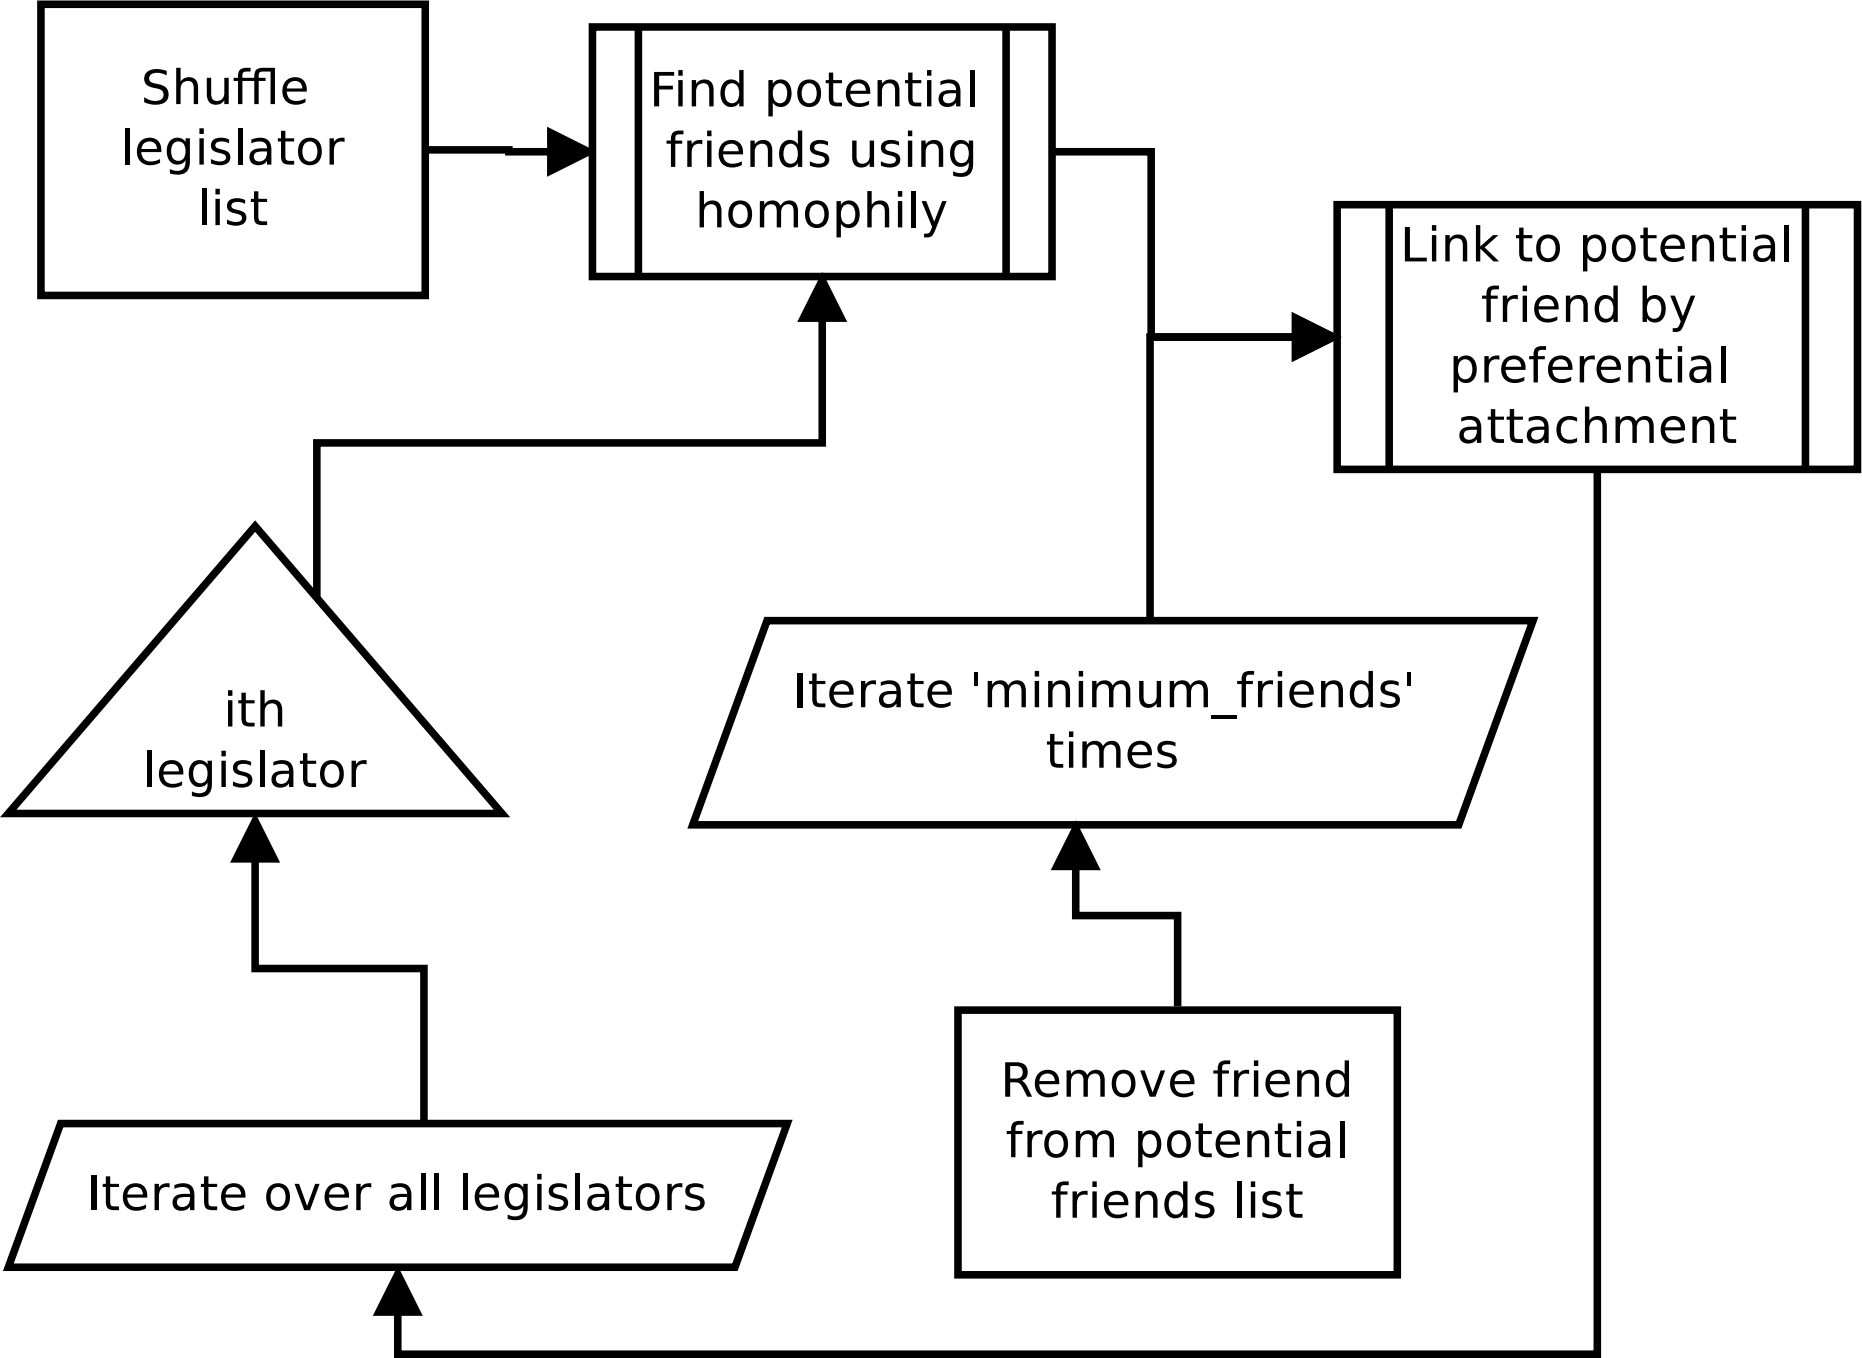 Shuffle
legislator
list
Find potential
friends using
homophily
Link to potential
friend by
preferential
attachment
ith
legislator
Iterate 'minimum_friends'
times
Remove friend
from potential
friends list
Iterate over all legislators